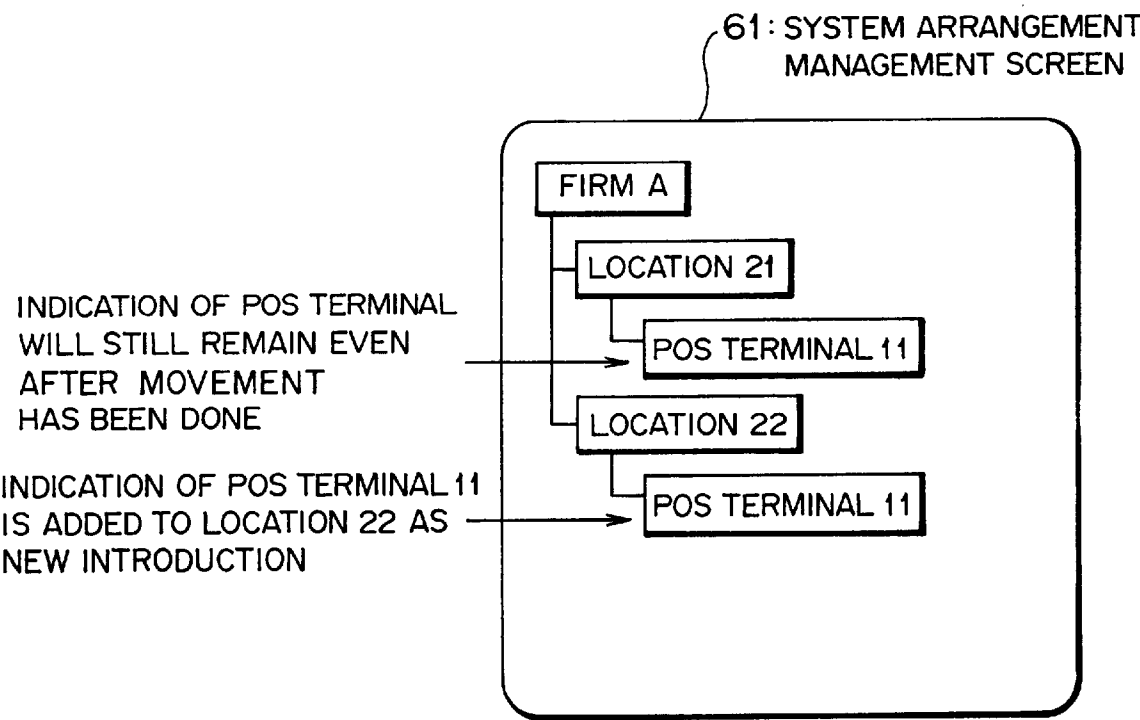 61: SYSTEM ARRANGEMENT
MANAGEMENT SCREEN
FIRM A
LOCATION 21
INDICATION OF POS TERMINAL
WILL STILL REMAIN EVEN
AFTER MOVEMENT
HAS BEEN DONE
POS TERMINAL 11
LOCATION 22
INDICATION OF POS TERMINAL 11
IS ADDED TO LOCATION 22 AS
NEW INTRODUCTION
POS TERMINAL 11